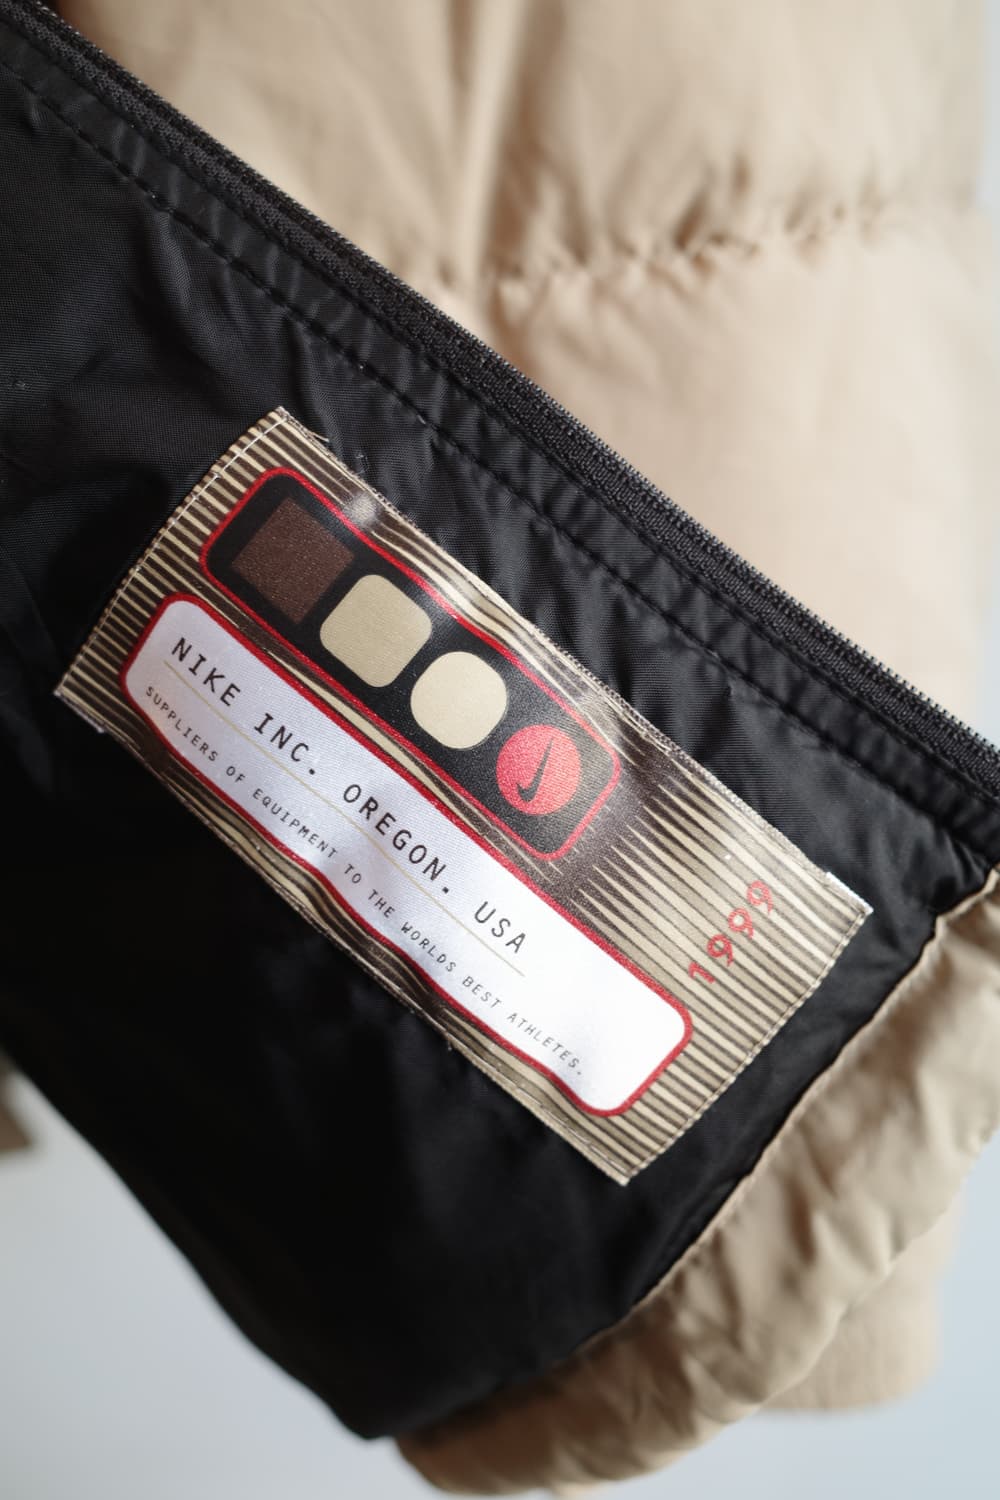 NIKE INC. OREGON. USA
SUPPLIERS OF EQUIPMENT TO THE WORLDS BEST ATHLETES.
1999